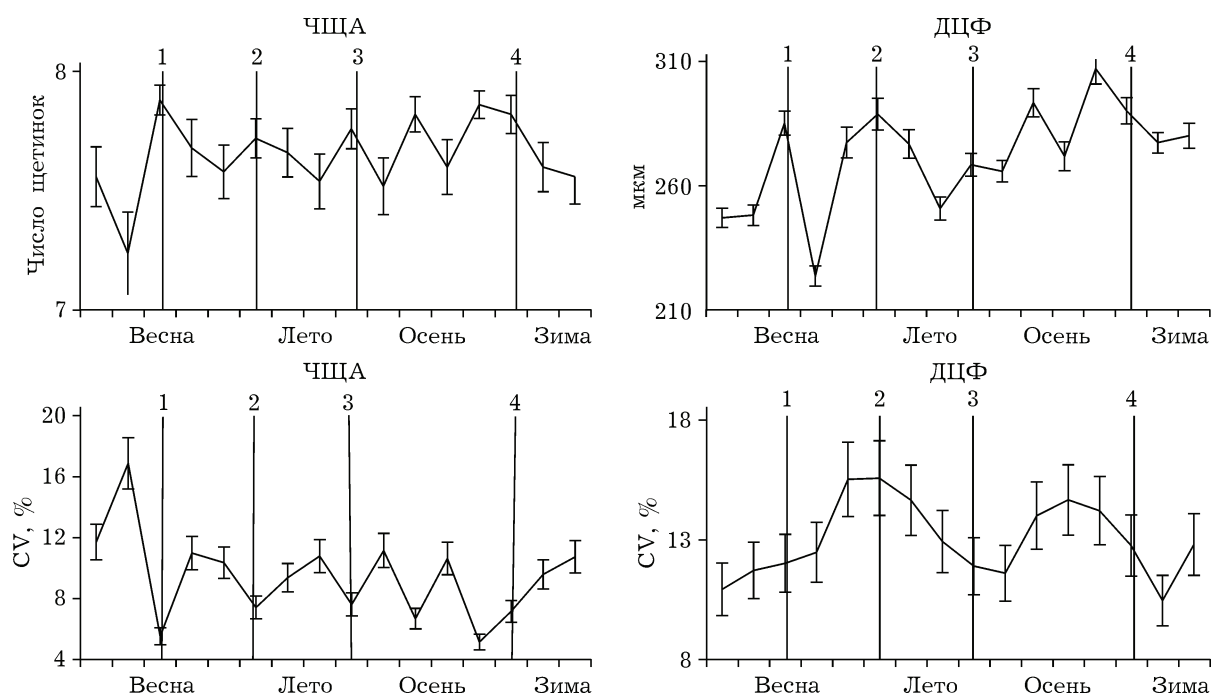 ЧЩА
1 2 3 4
8
7
Число щетинок
Весна Лето Осень Зима
ДЦФ
1 2 3 4
310
260
210
мкм
Весна Лето Осень Зима
ЧЩА
1 2 3 4
20
16
12
8
4
CV, %
Весна Лето Осень Зима
ДЦФ
1 2 3 4
18
13
8
CV, %
Весна Лето Осень Зима